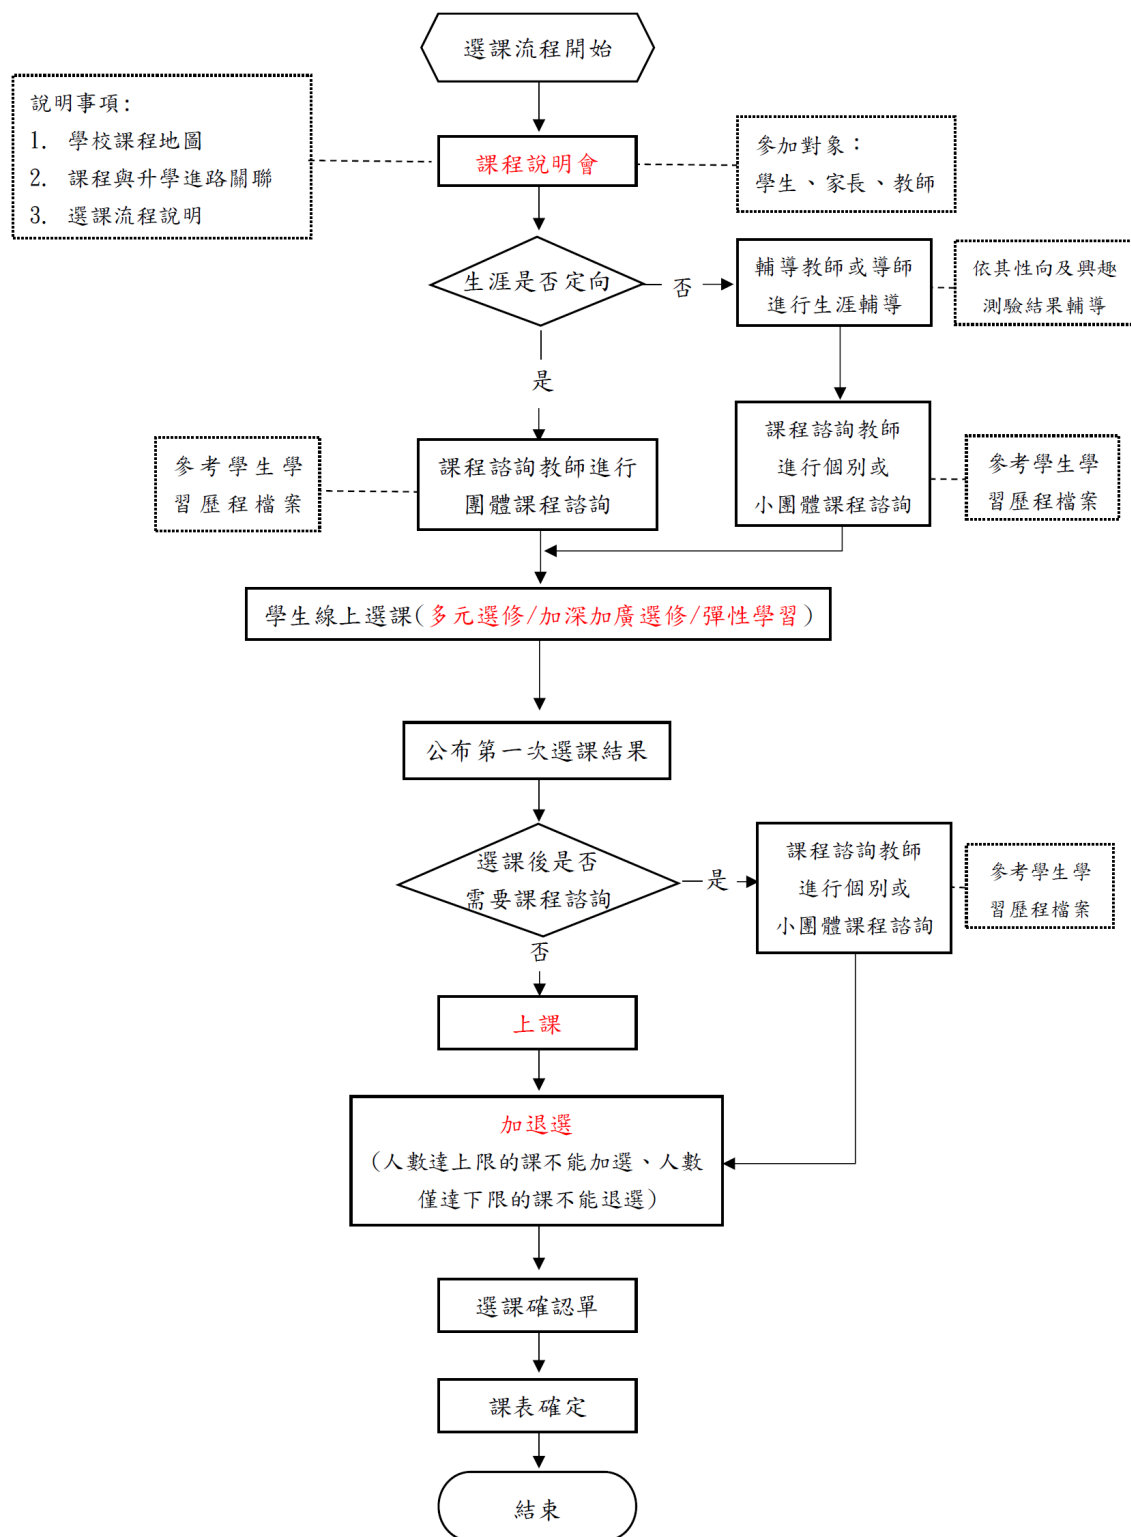 選課流程開始
說明事項:
1. 學校課程地圖
2. 課程與升學進路關聯
3. 選課流程說明
課程說明會
參加對象：
學生、家長、教師
生涯是否定向
否
輔導教師或導師
進行生涯輔導
依其性向及興趣
測驗結果輔導
是
課程諮詢教師
進行個別或
小團體課程諮詢
參考學生學
習歷程檔案
參考學生學
習歷程檔案
課程諮詢教師進行
團體課程諮詢
學生線上選課(多元選修/加深加廣選修/彈性學習)
公布第一次選課結果
選課後是否
需要課程諮詢
是
課程諮詢教師
進行個別或
小團體課程諮詢
參考學生學
習歷程檔案
否
上課
加退選
(人數達上限的課不能加選、人數
僅達下限的課不能退選)
選課確認單
課表確定
結束